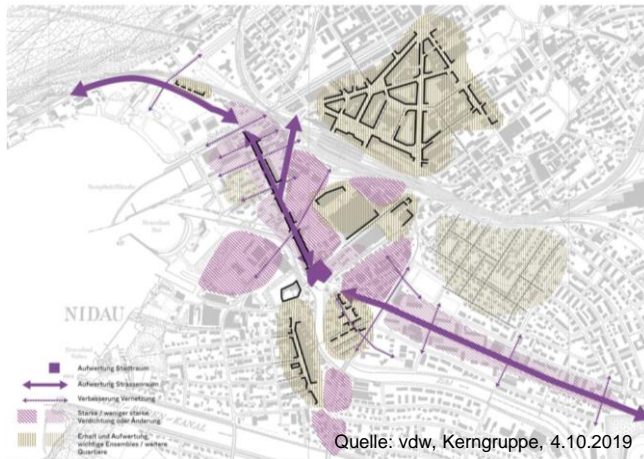 NIDAU
Aufwertung Stadtraum
Aufwertung Strassenraum
Verbesserung Vernetzung
Starke / weniger starke
Verdichtung oder Änderung
Erhalt und Aufwertung,
wichtige Ensembles / weitere
Quartiere
KANAL
Quelle: vdw, Kerngruppe, 4.10.2019